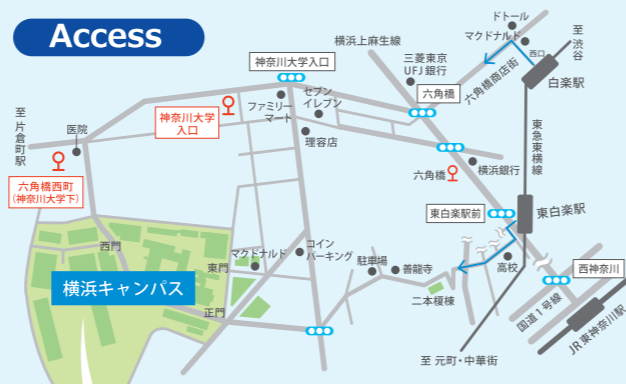 Access
ドトール
マクドナルド
西口
至 渋谷
白楽駅
横浜上麻生線
神奈川大学入口
三菱東京
UFJ銀行
六角橋商店街
六角橋
セブン
イレブン
ファミリー
マート
神奈川大学
入口
理容店
至 片倉町駅
医院
六角橋西町
(神奈川大学下)
横浜銀行
六角橋
東急東横線
東白楽駅前
東白楽駅
西門
東門
マクドナルド
コイン
パーキング
駐車場
善龍寺
高校
西神奈川
横浜キャンパス
正門
二本榎棟
国道1号線
JR東神奈川駅
至 元町・中華街